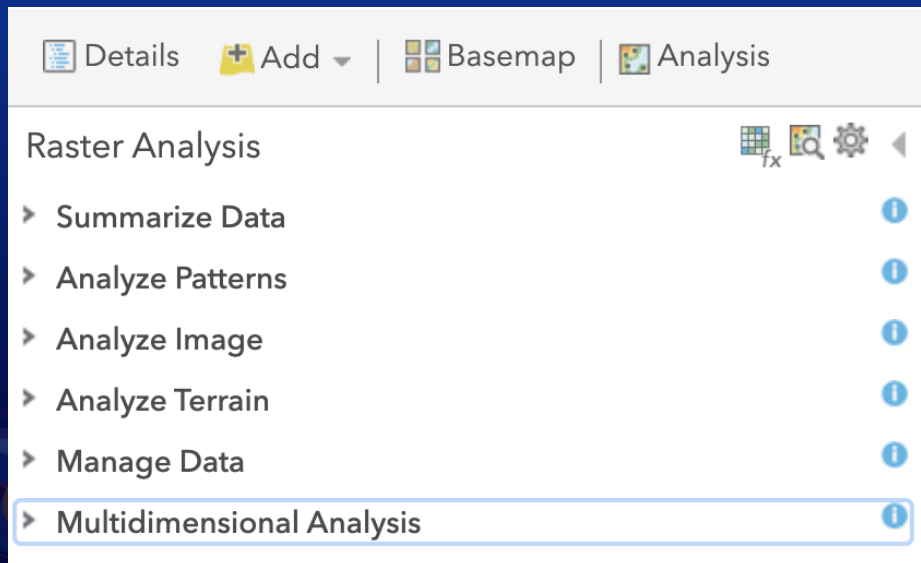 Details Add Basemap Analysis
Raster Analysis fx
Summarize Data
Analyze Patterns
Analyze Image
Analyze Terrain
Manage Data
Multidimensional Analysis